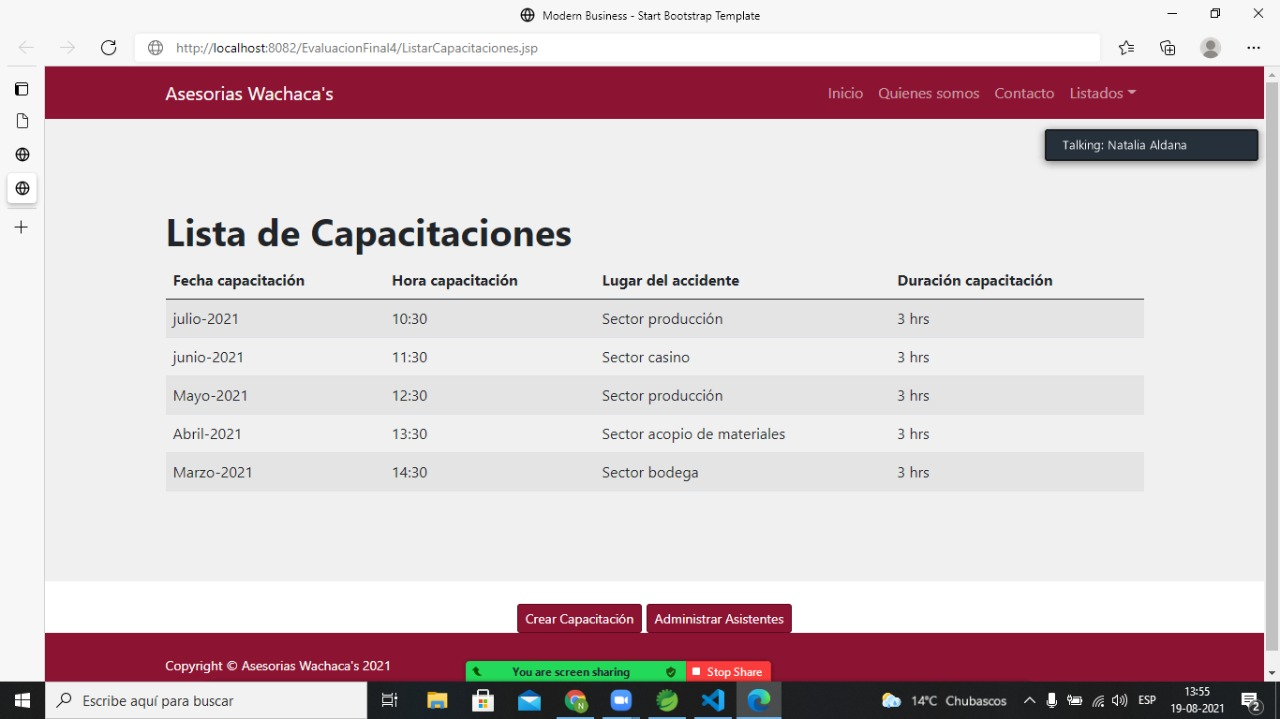 Modern Business - Start Bootstrap Template
http://localhost:8082/EvaluacionFinal4/ListarCapacitaciones.jsp
Asesorias Wachaca's Inicio Quienes somos Contacto Listados
Talking: Natalia Aldana
Lista de Capacitaciones
Fecha capacitación Hora capacitación Lugar del accidente Duración capacitación
julio-2021 10:30 Sector producción 3 hrs
junio-2021 11:30 Sector casino 3 hrs
Mayo-2021 12:30 Sector producción 3 hrs
Abril-2021 13:30 Sector acopio de materiales 3 hrs
Marzo-2021 14:30 Sector bodega 3 hrs
Crear Capacitación Administrar Asistentes
Copyright © Asesorias Wachaca's 2021
You are screen sharing Stop Share
Escribe aquí para buscar N 14°C Chubascos ESP 13:55
19-08-2021 2